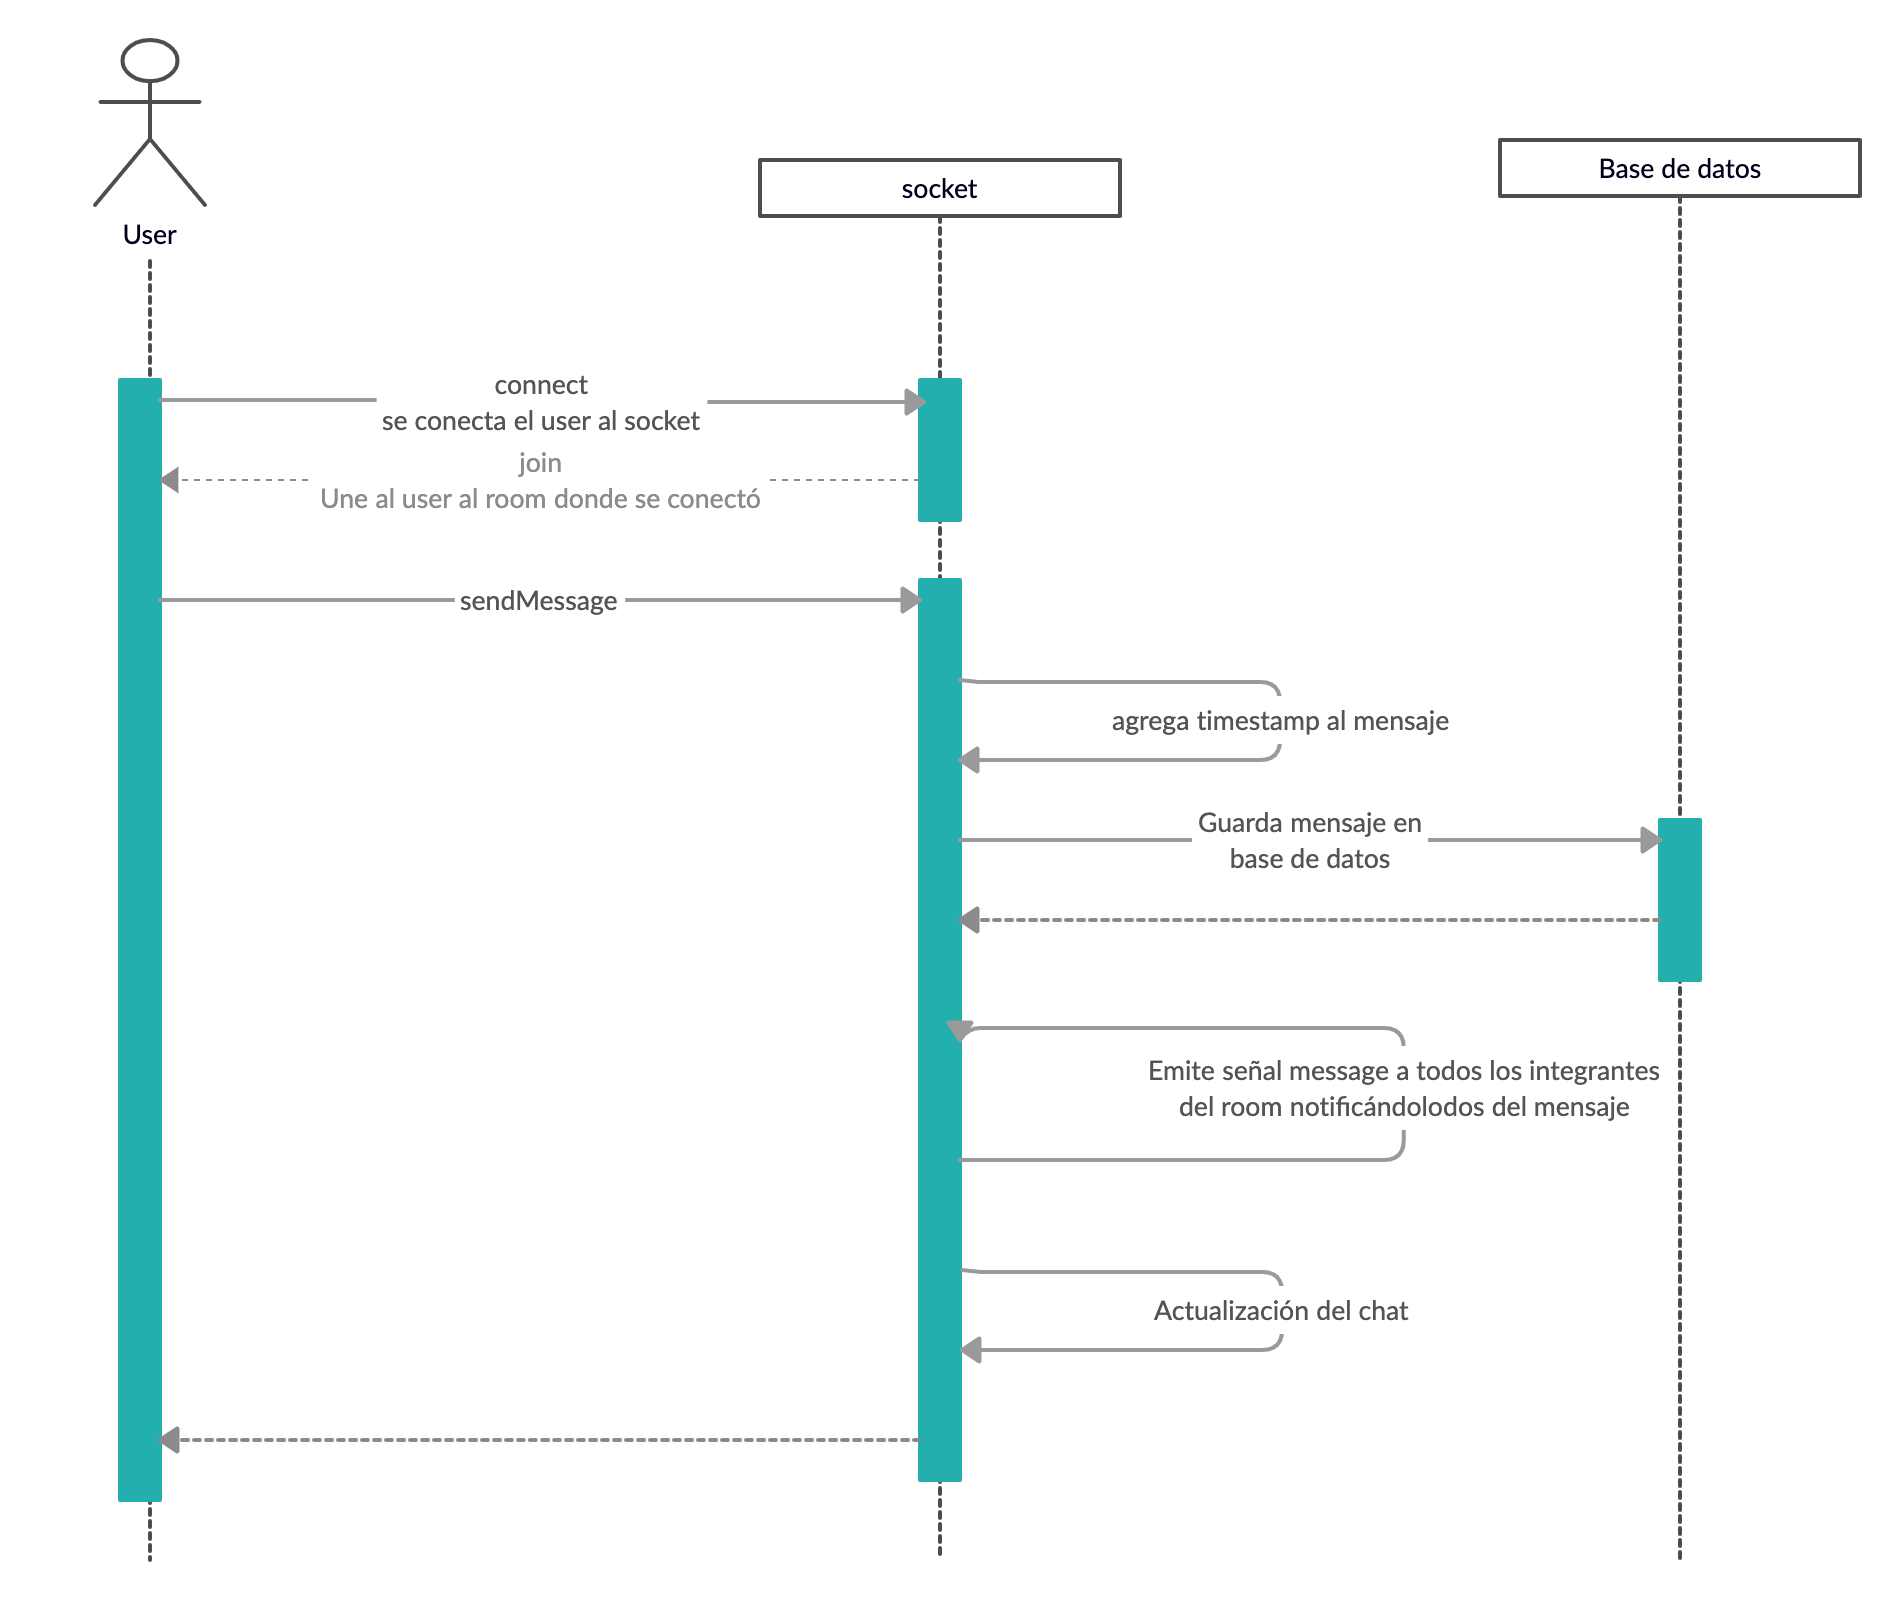 User
socket
Base de datos
connect
se conecta el user al socket
join
Une al user al room donde se conectó
sendMessage
agrega timestamp al mensaje
Guarda mensaje en
base de datos
Emite señal message a todos los integrantes
del room notificándolodos del mensaje
Actualización del chat